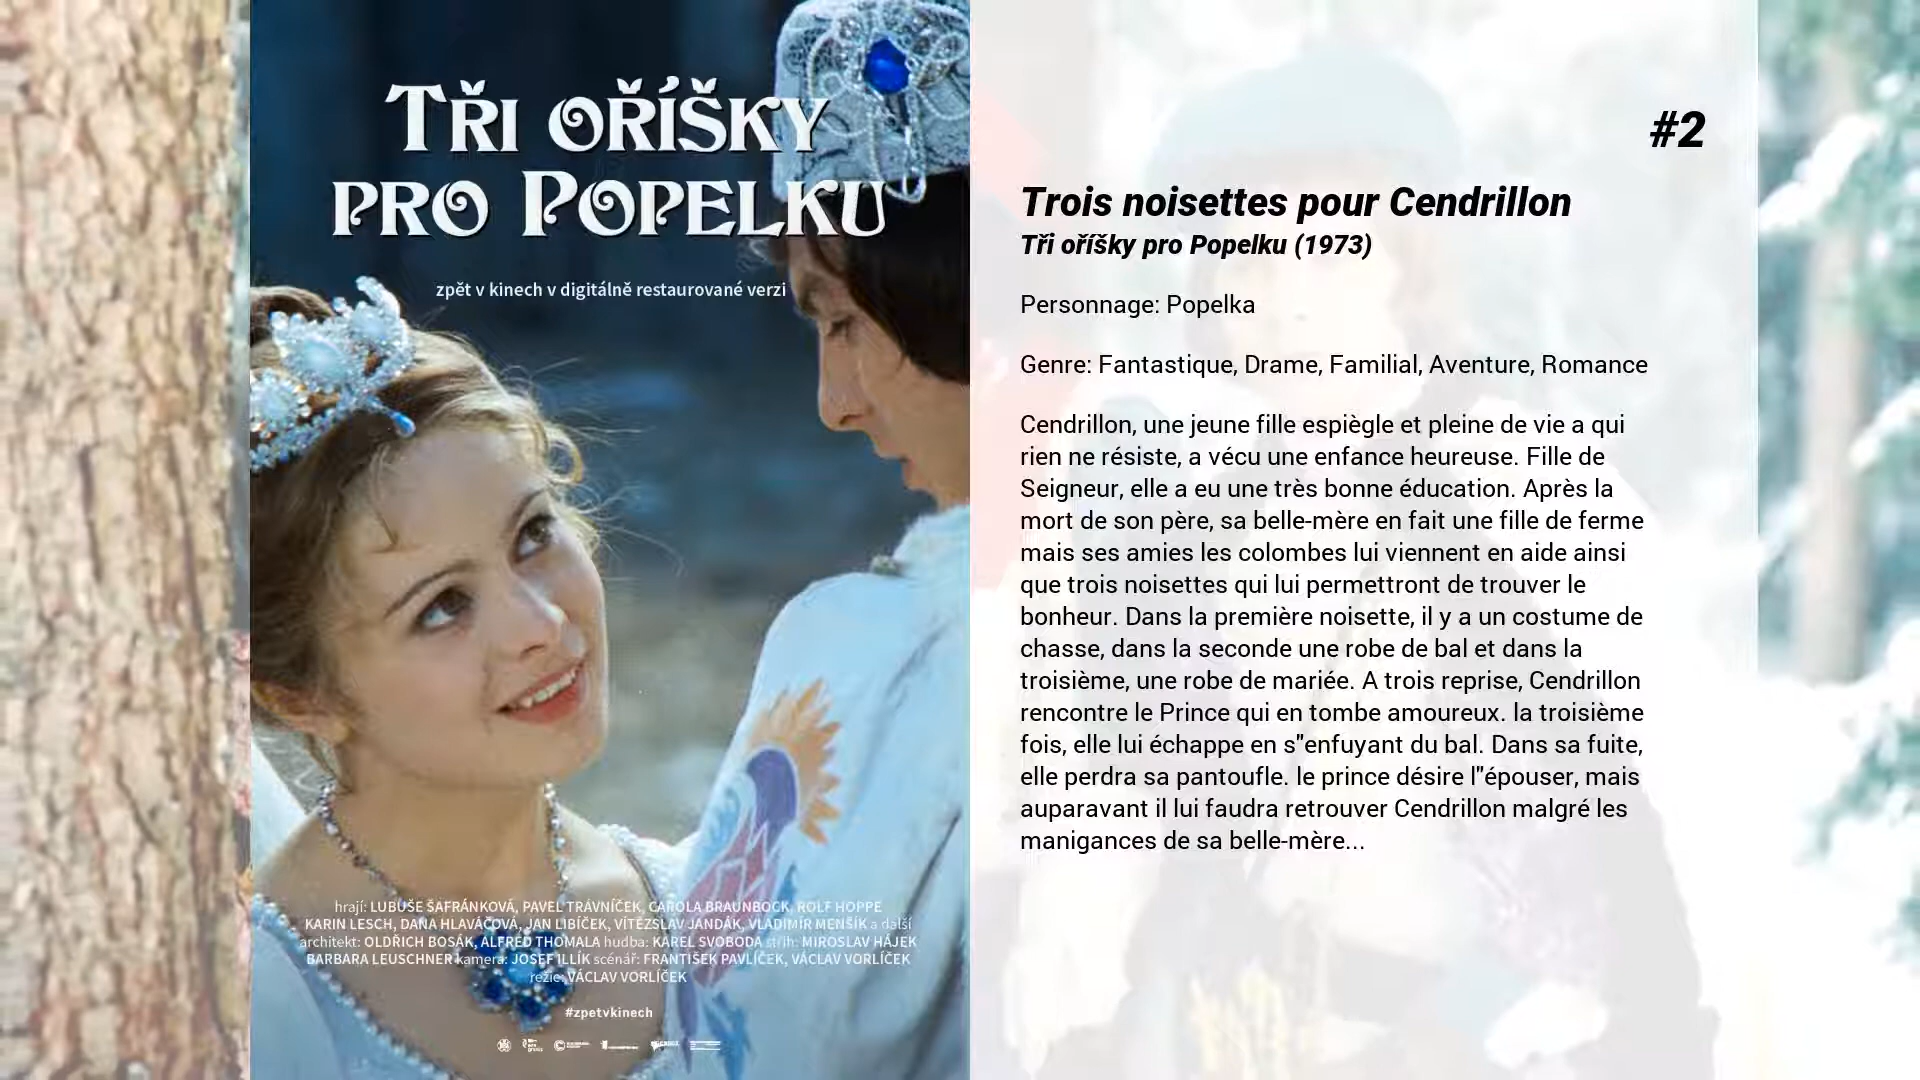 TŘI OŘÍŠKY
PRO POPELKU
zpět v kinech v digitálně restaurované verzi
hrají: LUBUŠE ŠAFRÁNKOVÁ, PAVEL TRÁVNÍČEK, CAROLA BRAUNBOCK, ROLF HOPPE
KARIN LESCH, DANA HLAVÁČOVÁ, JAN LIBÍČEK, VÍTĚZSLAV JANDÁK, VLADIMÍR MENŠÍK a další
architekt: OLDŘICH BOSÁK, ALFRED THOMALA hudba: KAREL SVOBODA střih: MIROSLAV HÁJEK
BARBARA LEUSCHNER kamera: JOSEF ILLÍK scénář: FRANTIŠEK PAVLÍČEK, VÁCLAV VORLÍČEK
režie: VÁCLAV VORLÍČEK
#zpetvkinech
#2
Trois noisettes pour Cendrillon
Tři oříšky pro Popelku (1973)
Personnage: Popelka
Genre: Fantastique, Drame, Familial, Aventure, Romance
Cendrillon, une jeune fille espiègle et pleine de vie a qui
rien ne résiste, a vécu une enfance heureuse. Fille de
Seigneur, elle a eu une très bonne éducation. Après la
mort de son père, sa belle-mère en fait une fille de ferme
mais ses amies les colombes lui viennent en aide ainsi
que trois noisettes qui lui permettront de trouver le
bonheur. Dans la première noisette, il y a un costume de
chasse, dans la seconde une robe de bal et dans la
troisième, une robe de mariée. A trois reprise, Cendrillon
rencontre le Prince qui en tombe amoureux. la troisième
fois, elle lui échappe en s"enfuyant du bal. Dans sa fuite,
elle perdra sa pantoufle. le prince désire l"épouser, mais
auparavant il lui faudra retrouver Cendrillon malgré les
manigances de sa belle-mère...